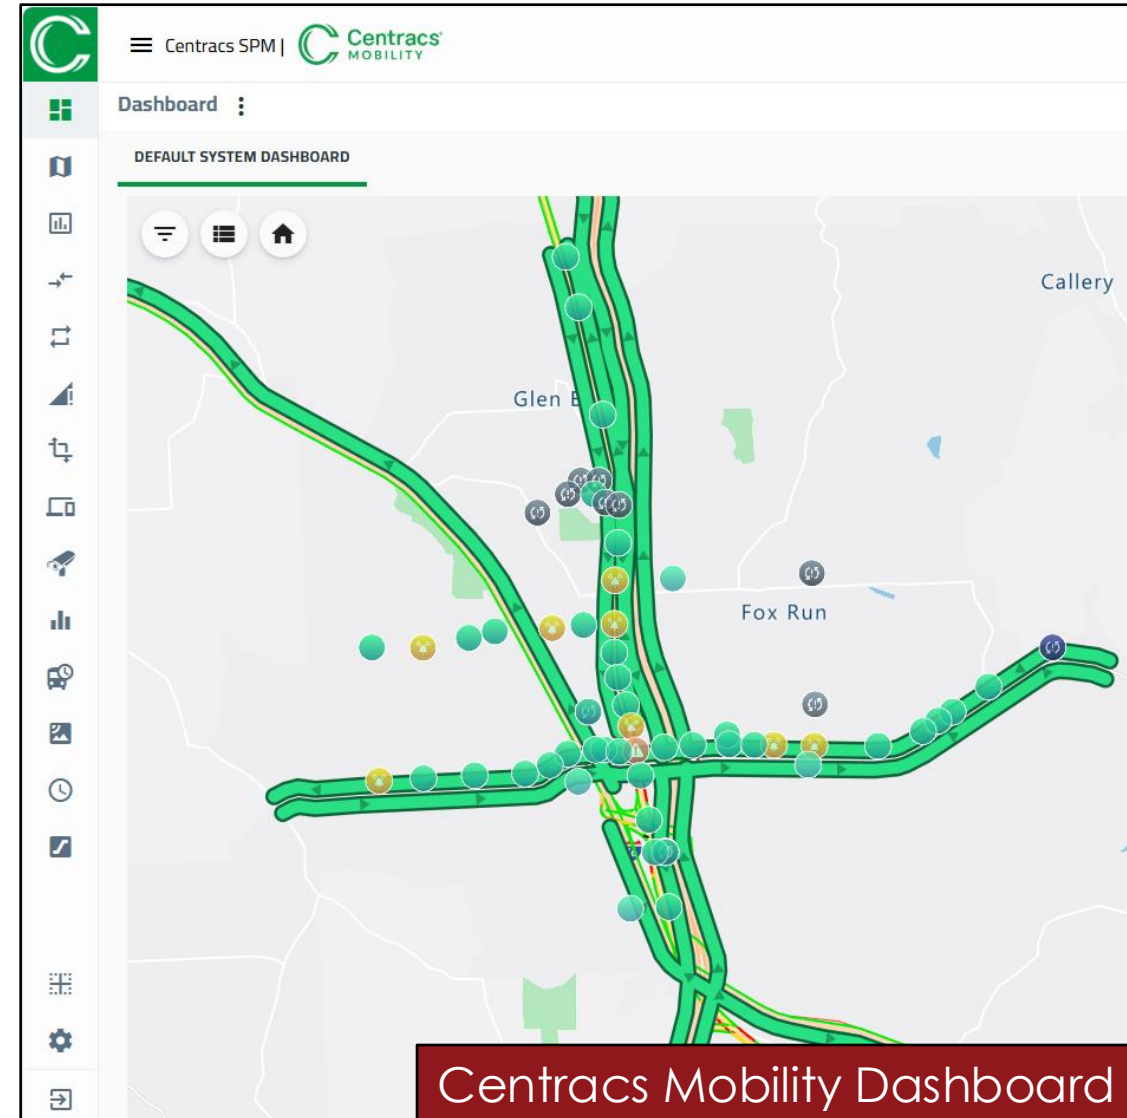 Centracs SPM | Centracs
MOBILITY
Dashboard
DEFAULT SYSTEM DASHBOARD
Callery
Glen E
Fox Run
Centracs Mobility Dashboard